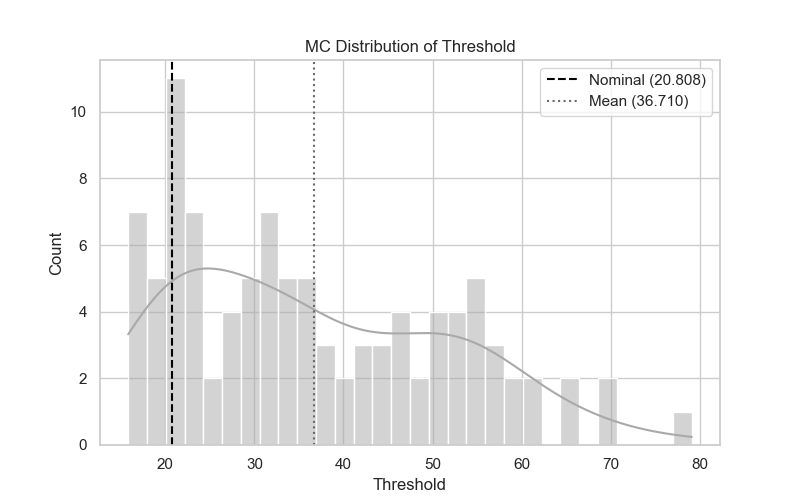 MC Distribution of Threshold
Nominal (20.808)
Mean (36.710)
Count
10
8
6
4
2
0
20 30 40 50 60 70 80
Threshold